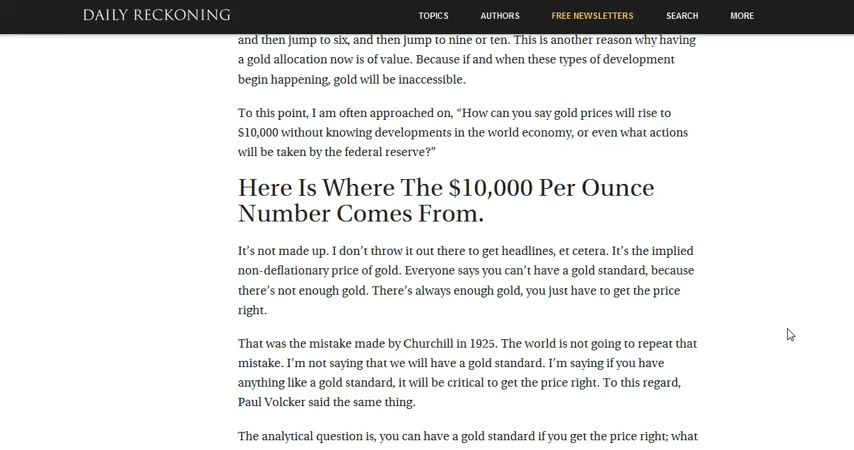 DAILY RECKONING
TOPICS
AUTHORS
FREE NEWSLETTERS
SEARCH
MORE
and then jump to six, and then jump to nine or ten. This is another reason why having
a gold allocation now is of value. Because if and when these types of development
begin happening, gold will be inaccessible.
To this point, I am often approached on, “How can you say gold prices will rise to
$10,000 without knowing developments in the world economy, or even what actions
will be taken by the federal reserve?”
Here Is Where The $10,000 Per Ounce
Number Comes From.
It’s not made up. I don’t throw it out there to get headlines, et cetera. It’s the implied
non-deflationary price of gold. Everyone says you can’t have a gold standard, because
there’s not enough gold. There’s always enough gold, you just have to get the price
right.
That was the mistake made by Churchill in 1925. The world is not going to repeat that
mistake. I’m not saying that we will have a gold standard. I’m saying if you have
anything like a gold standard, it will be critical to get the price right. To this regard,
Paul Volcker said the same thing.
The analytical question is, you can have a gold standard if you get the price right; what